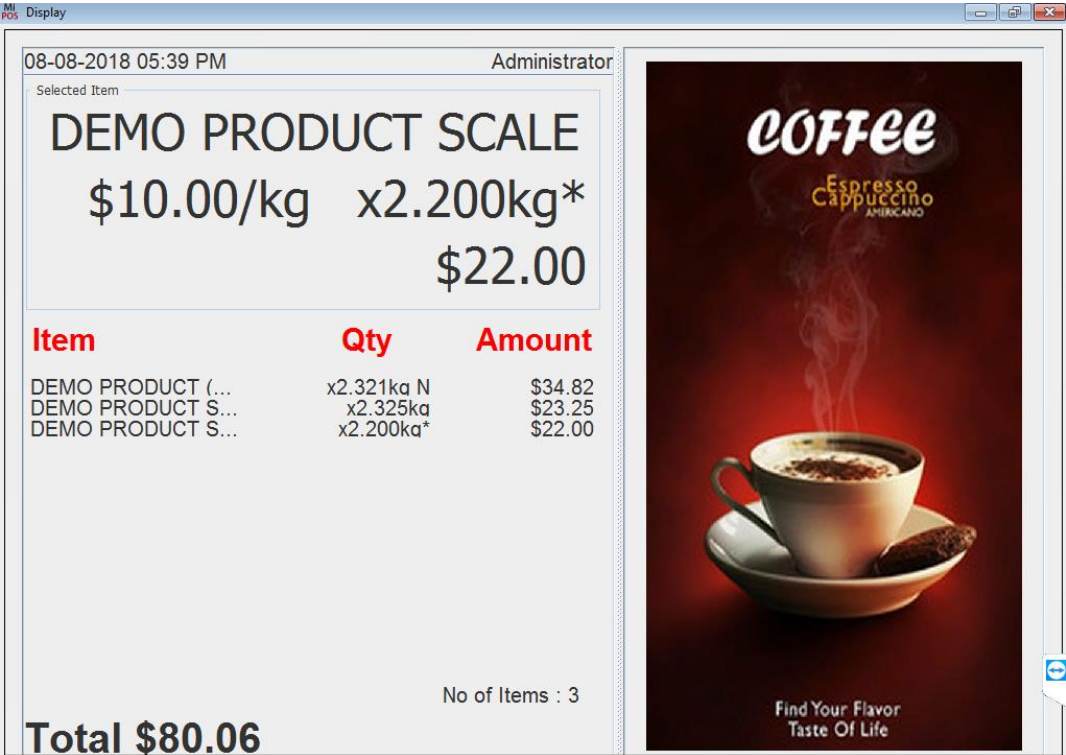 Mi
POS Display
08-08-2018 05:39 PM Administrator
Selected Item
DEMO PRODUCT SCALE
$10.00/kg x2.200kg*
$22.00
Item Qty Amount
DEMO PRODUCT (... x2.321kg N $34.82
DEMO PRODUCT S... x2.325kg $23.25
DEMO PRODUCT S... x2.200kg* $22.00
No of Items : 3
Total $80.06
COFFEE
Espresso
Cappuccino
AMERICANO
Find Your Flavor
Taste Of Life